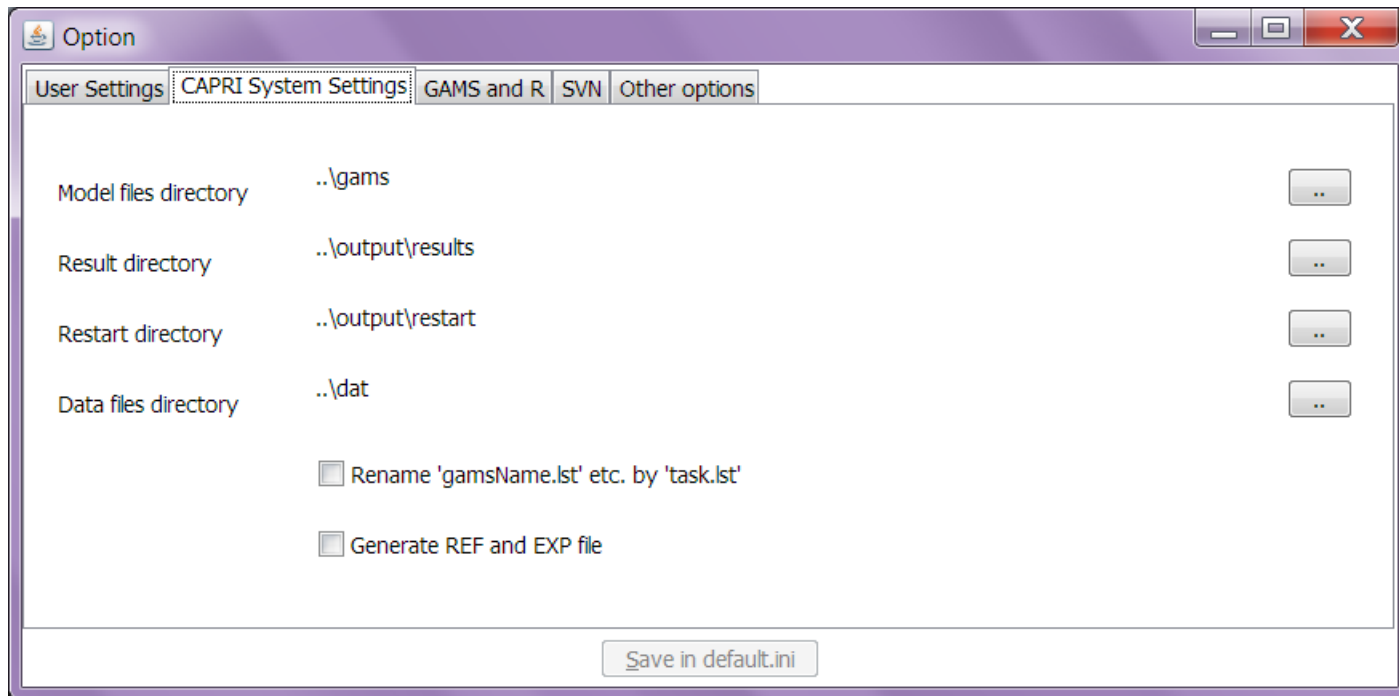 Option
User Settings CAPRI System Settings GAMS and R SVN Other options
Model files directory ..\gams ..
Result directory ..\output\results ..
Restart directory ..\output\restart ..
Data files directory ..\dat ..
Rename 'gamsName.lst' etc. by 'task.lst'
Generate REF and EXP file
Save in default.ini